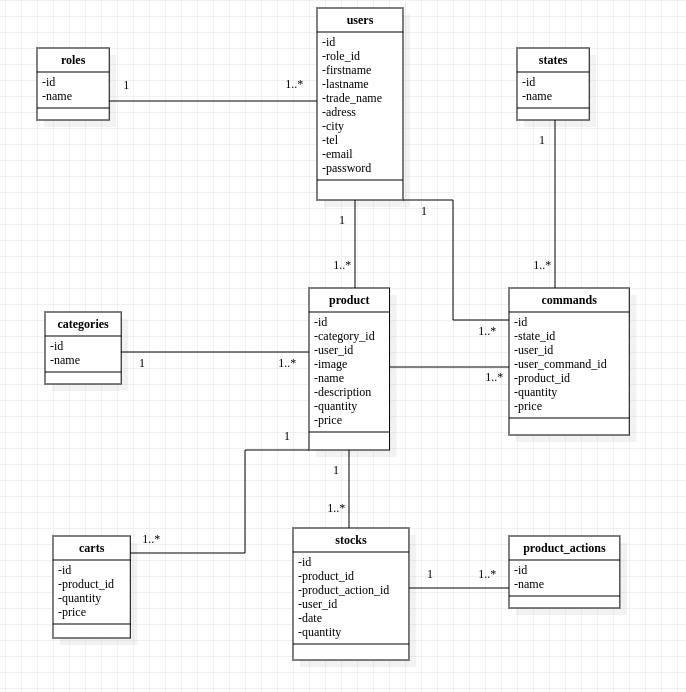 users
-id
-role_id
-firstname
-lastname
-trade_name
-adress
-city
-tel
-email
-password
roles
-id
-name
states
-id
-name
1
1..*
1
1
1
1..*
1..*
product
-id
-category_id
-user_id
-image
-name
-description
-quantity
-price
commands
-id
-state_id
-user_id
-user_command_id
-product_id
-quantity
-price
categories
-id
-name
1..*
1
1..*
1..*
1
1
1..*
1..*
carts
-id
-product_id
-quantity
-price
stocks
-id
-product_id
-product_action_id
-user_id
-date
-quantity
product_actions
-id
-name
1
1..*